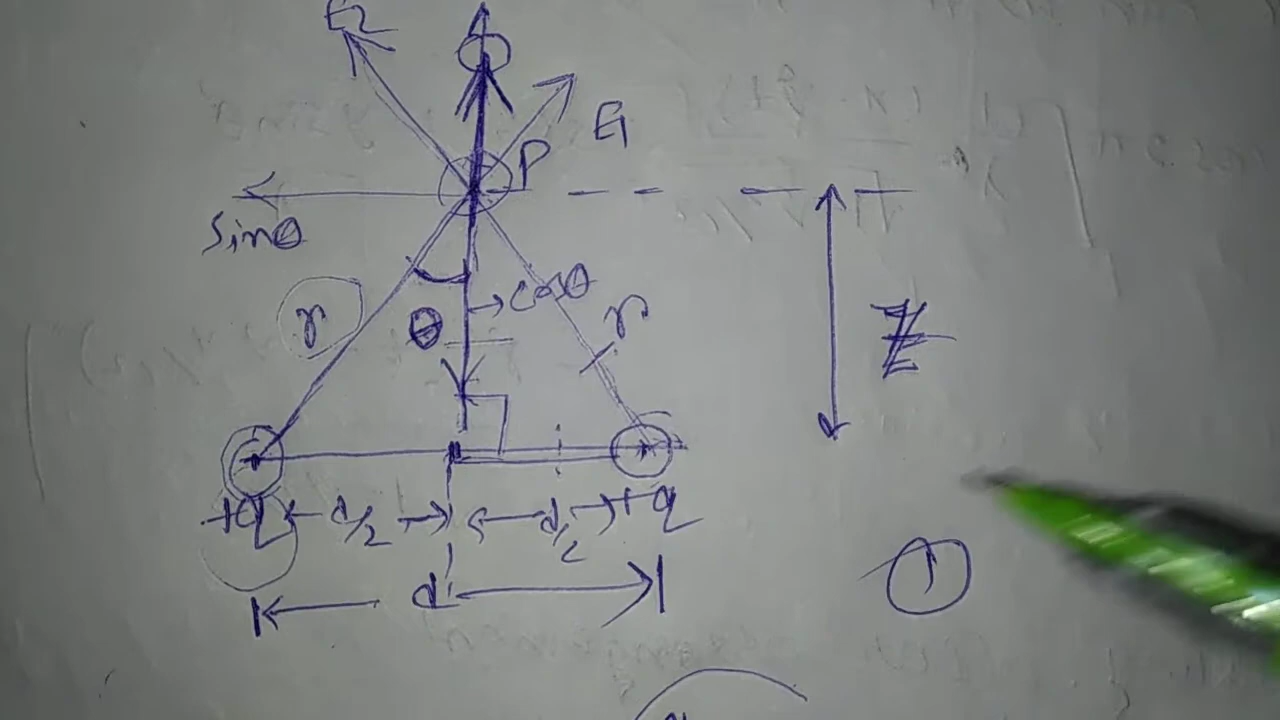 E2
E1
P
Sinθ
r
θ
cosθ
r
Z
+q
d/2
d/2
+q
d
1